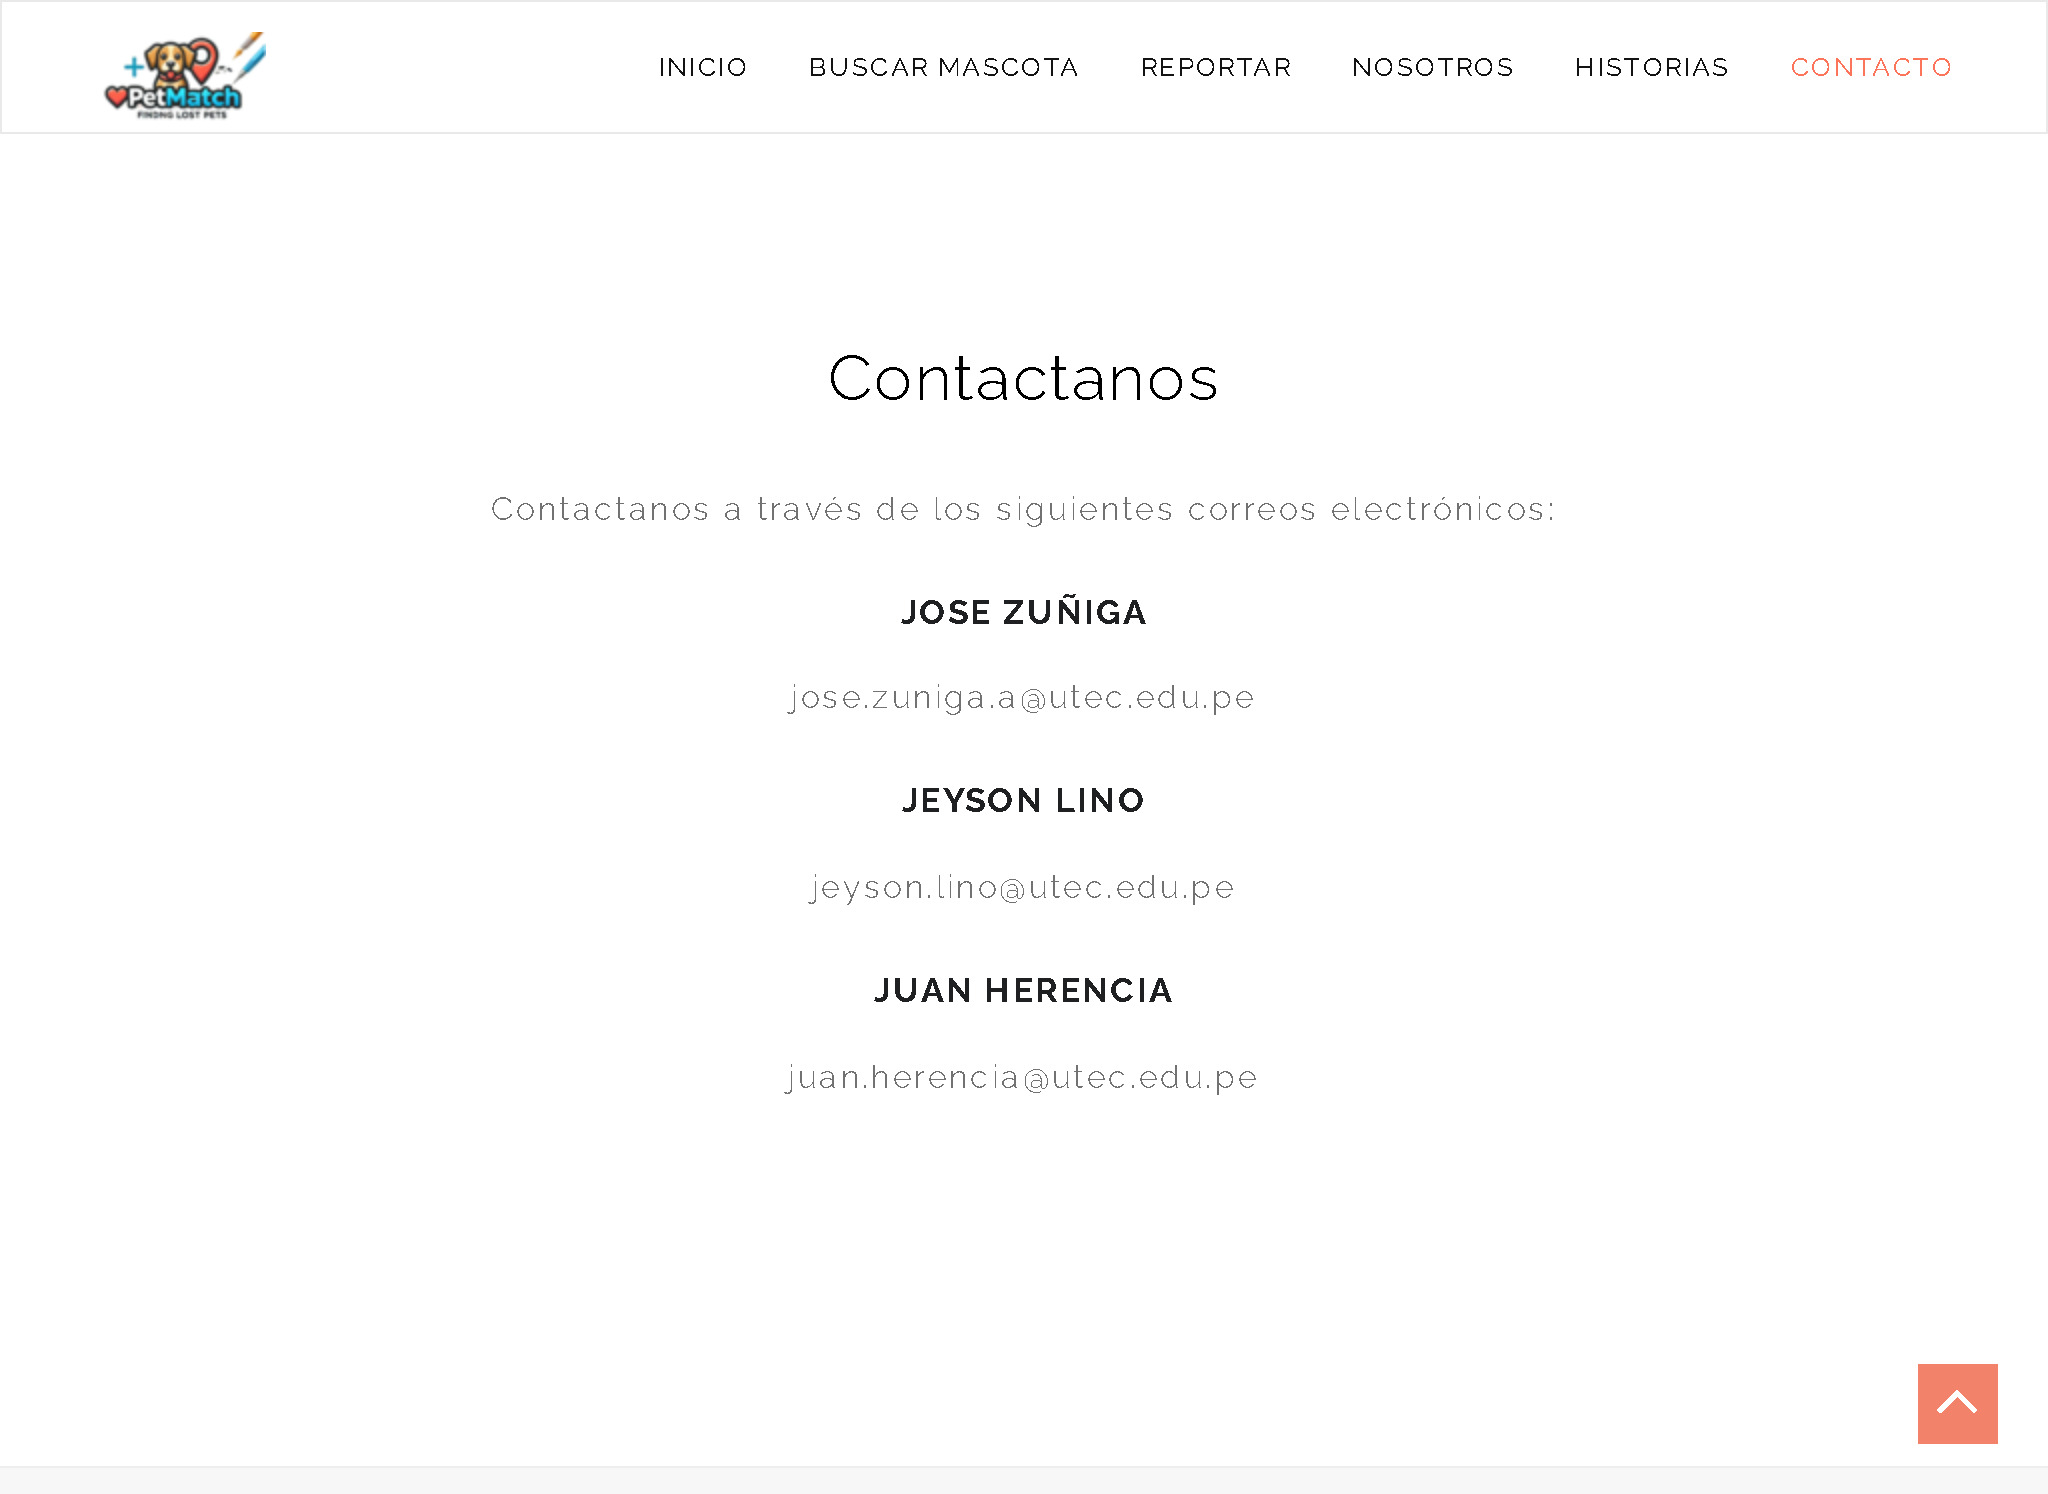 PetMatch
FINDNG LOST PETS
INICIO BUSCAR MASCOTA REPORTAR NOSOTROS HISTORIAS CONTACTO
Contactanos
Contactanos a través de los siguientes correos electrónicos:
JOSE ZUÑIGA
jose.zuniga.a@utec.edu.pe
JEYSON LINO
jeyson.lino@utec.edu.pe
JUAN HERENCIA
juan.herencia@utec.edu.pe